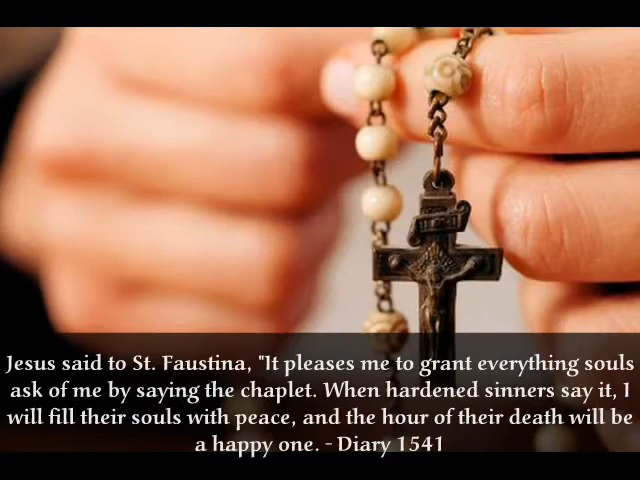 Jesus said to St. Faustina, "It pleases me to grant everything souls
ask of me by saying the chaplet. When hardened sinners say it, I
will fill their souls with peace, and the hour of their death will be
a happy one. - Diary 1541